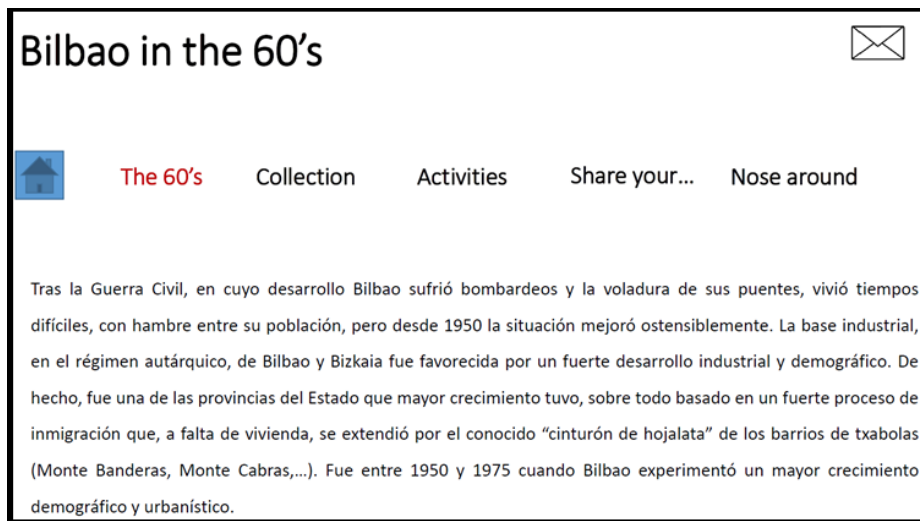 Bilbao in the 60's
The 60's Collection Activities Share your... Nose around
Tras la Guerra Civil, en cuyo desarrollo Bilbao sufrió bombardeos y la voladura de sus puentes, vivió tiempos
difíciles, con hambre entre su población, pero desde 1950 la situación mejoró ostensiblemente. La base industrial,
en el régimen autárquico, de Bilbao y Bizkaia fue favorecida por un fuerte desarrollo industrial y demográfico. De
hecho, fue una de las provincias del Estado que mayor crecimiento tuvo, sobre todo basado en un fuerte proceso de
inmigración que, a falta de vivienda, se extendió por el conocido “cinturón de hojalata” de los barrios de txabolas
(Monte Banderas, Monte Cabras,...). Fue entre 1950 y 1975 cuando Bilbao experimentó un mayor crecimiento
demográfico y urbanístico.